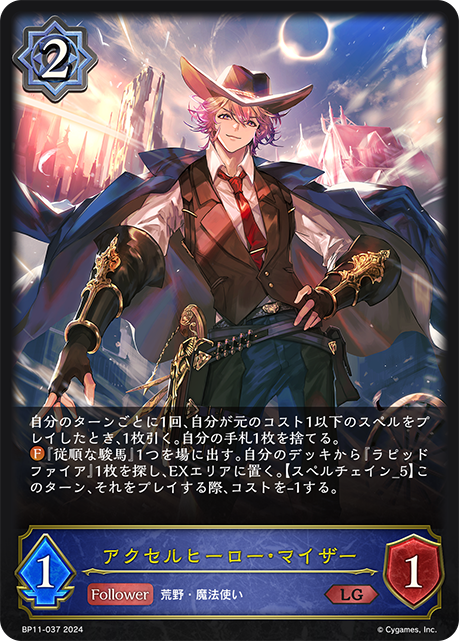 2
自分のターンごとに1回、自分が元のコスト1以下のスペルをプ
レイしたとき、1枚引く。自分の手札1枚を捨てる。
F『従順な駿馬』1つを場に出す。自分のデッキから『ラピッド
ファイア』1枚を探し、EXエリアに置く。【スペルチェイン_5】こ
のターン、それをプレイする際、コストを-1する。
アクセルヒーロー・マイザー
1
Follower 荒野・魔法使い LG
1
BP11-037 2024 © Cygames, Inc.